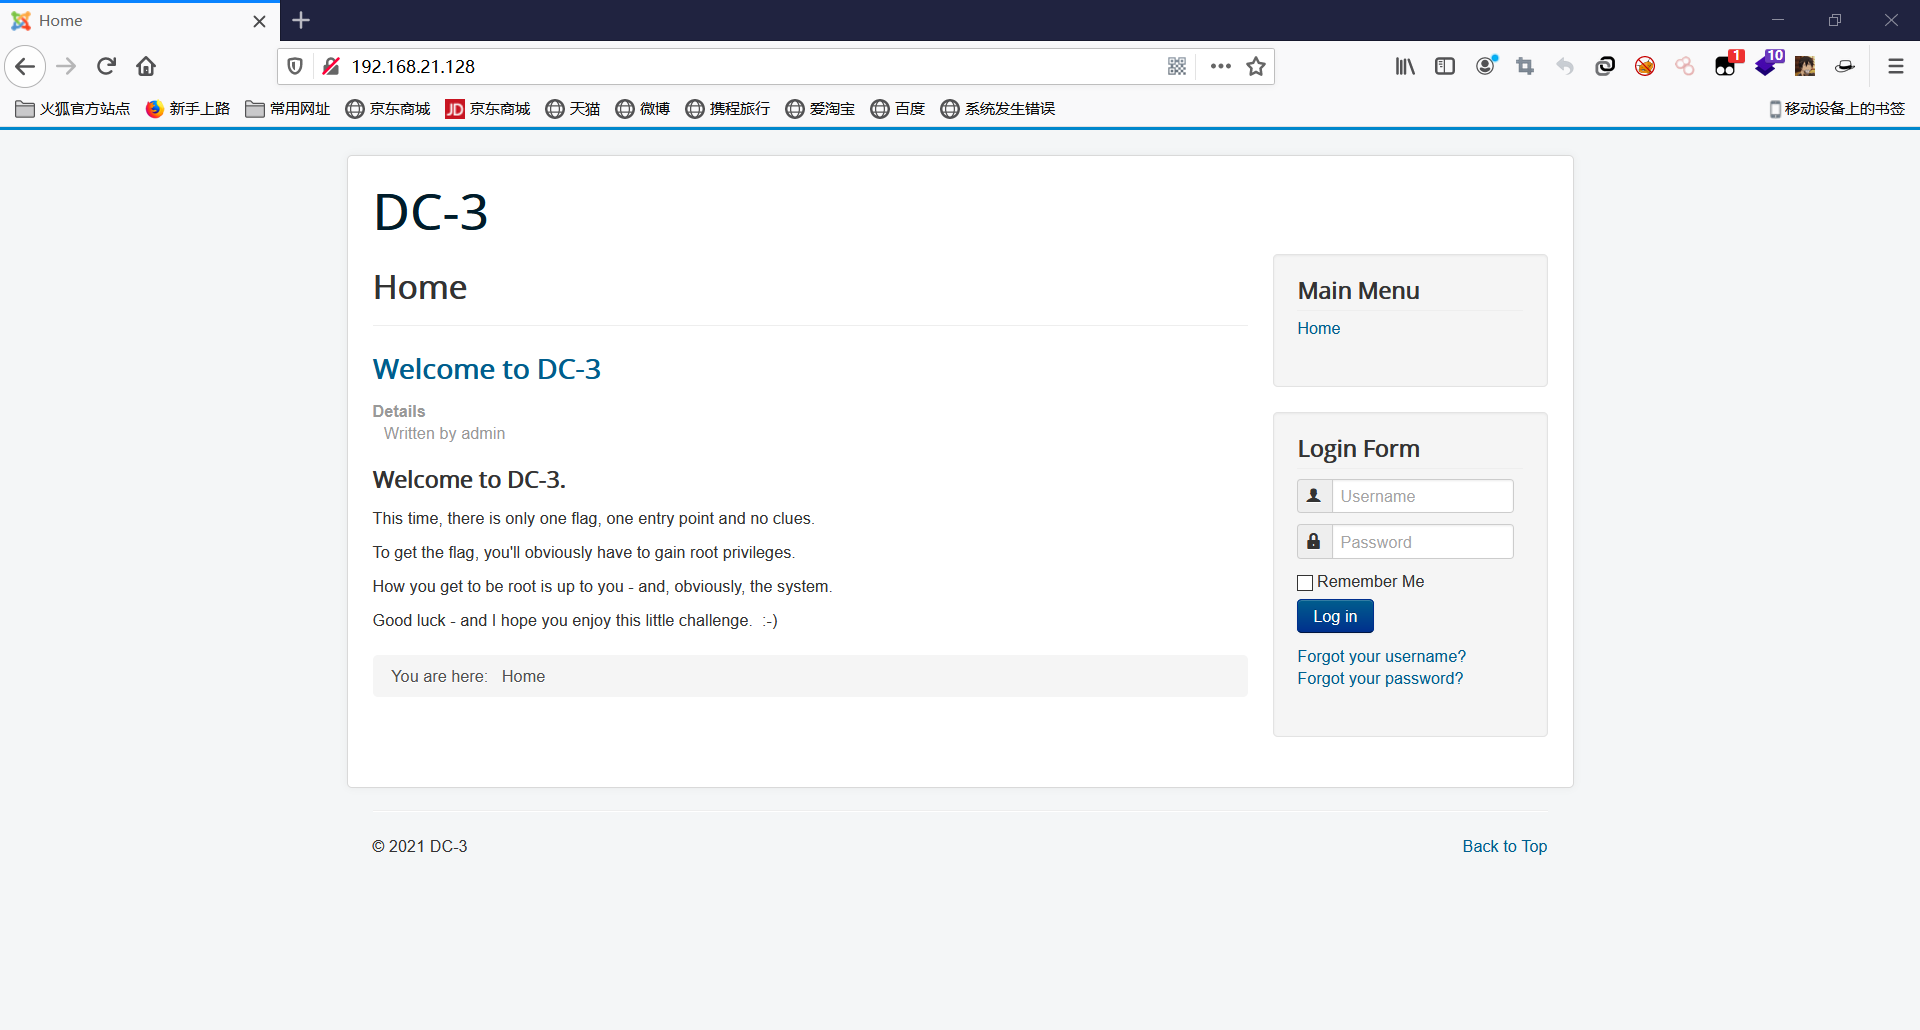 Home
192.168.21.128
1
10
火狐官方站点 新手上路 常用网址 京东商城 JD 京东商城 天猫 微博 携程旅行 爱淘宝 百度 系统发生错误 移动设备上的书签
DC-3
Home
Welcome to DC-3
Details
Written by admin
Welcome to DC-3.
This time, there is only one flag, one entry point and no clues.
To get the flag, you'll obviously have to gain root privileges.
How you get to be root is up to you - and, obviously, the system.
Good luck - and I hope you enjoy this little challenge. :-)
You are here: Home
Main Menu
Home
Login Form
Username
Password
Remember Me
Log in
Forgot your username?
Forgot your password?
© 2021 DC-3
Back to Top